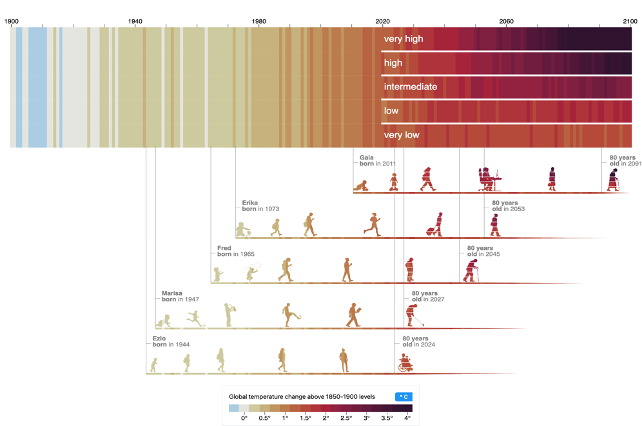 1900 1940 1980 2020 2060 2100
very high
high
intermediate
low
very low
Gaia
born in 2011
80 years
old in 2091
Erika
born in 1973
80 years
old in 2053
Fred
born in 1965
80 years
old in 2045
Marisa
born in 1947
80 years
old in 2027
Ezio
born in 1944
80 years
old in 2024
Global temperature change above 1850-1900 levels
° C
0° 0.5° 1° 1.5° 2° 2.5° 3° 3.5° 4°